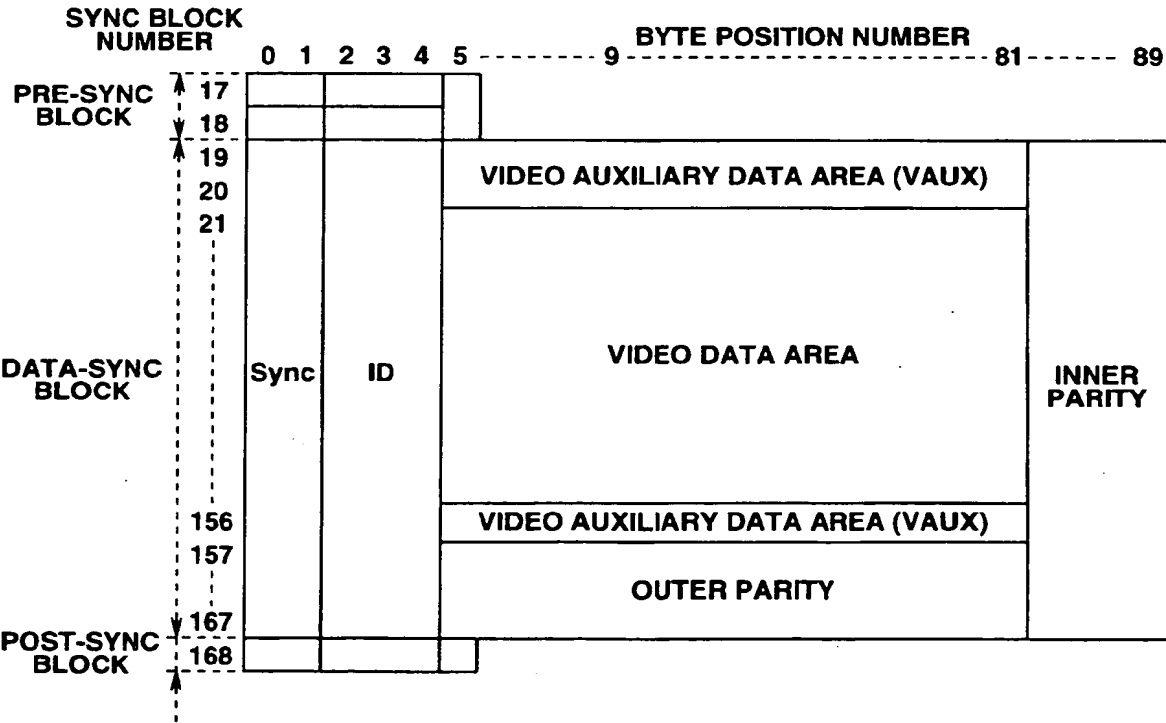 SYNC BLOCK
NUMBER
BYTE POSITION NUMBER
0 1 2 3 4 5 9 81 89
PRE-SYNC
BLOCK
17
18
19
VIDEO AUXILIARY DATA AREA (VAUX)
20
21
DATA-SYNC
BLOCK
Sync
ID
VIDEO DATA AREA
INNER
PARITY
156
VIDEO AUXILIARY DATA AREA (VAUX)
157
OUTER PARITY
167
POST-SYNC
BLOCK
168